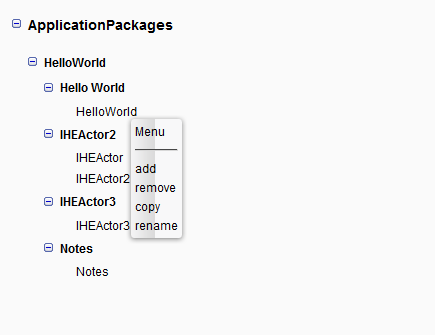 ApplicationPackages
HelloWorld
Hello World
HelloWorld
IHEActor2
IHEActor
IHEActor2
IHEActor3
IHEActor3
Notes
Notes
Menu
add
remove
copy
rename